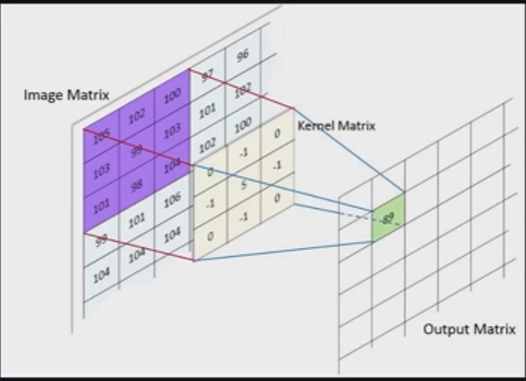 Image Matrix
105 102 100 97 96
103 99 103 101 102
101 98 104 102 100
99 101 106
104 104 104
Kernel Matrix
0 -1 0
-1 5 -1
0 -1 0
89
Output Matrix